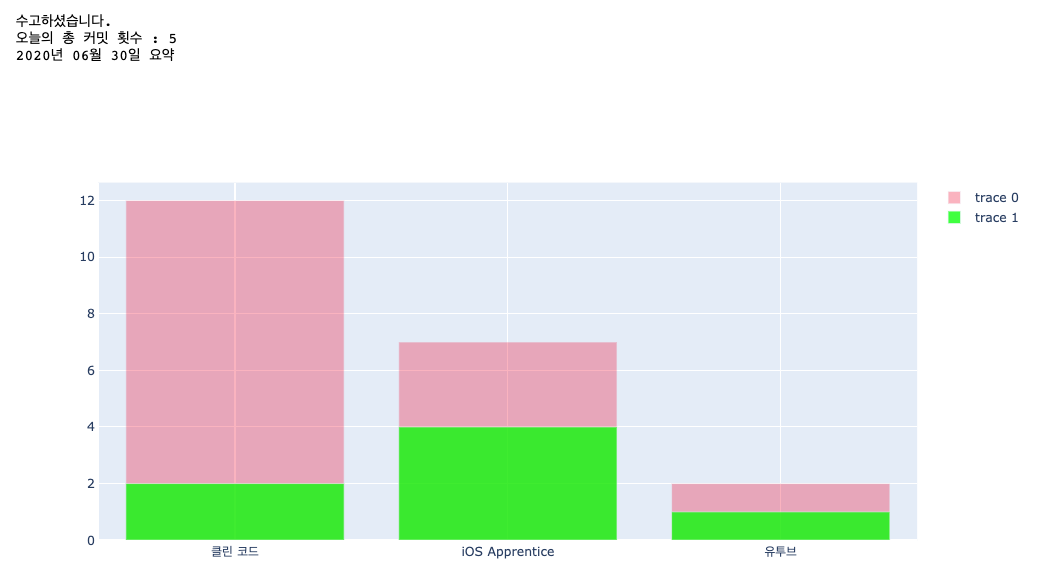 수고하셨습니다.
오늘의 총 커밋 횟수 : 5
2020년 06월 30일 요약
trace 0
trace 1
12
10
8
6
4
2
0
클린 코드
iOS Apprentice
유투브